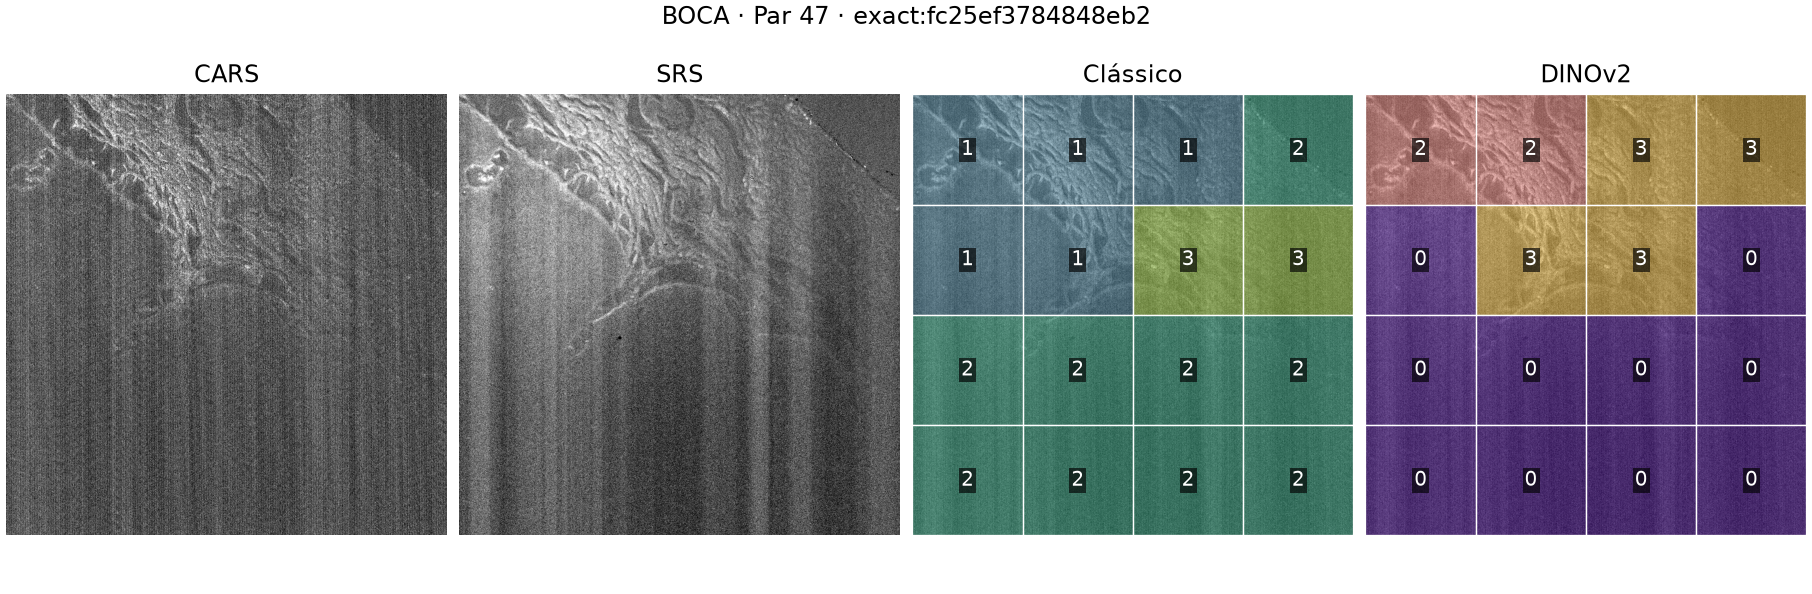 BOCA · Par 47 · exact:fc25ef3784848eb2
CARS
SRS
Clássico
DINOv2
1 1 1 2
1 1 3 3
2 2 2 2
2 2 2 2
2 2 3 3
0 3 3 0
0 0 0 0
0 0 0 0